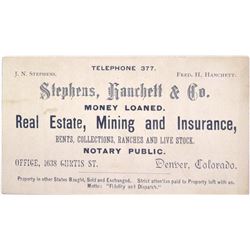 TELEPHONE 377.
J. N. STEPHENS. FRED. H. HANCHETT.
Stephens, Hanchett & Co.
MONEY LOANED.
Real Estate, Mining and Insurance,
RENTS, COLLECTIONS, RANCHES AND LIVE STOCK.
NOTARY PUBLIC.
OFFICE, 1638 CURTIS ST. Denver, Colorado.
Property in other States Bought, Sold and Exchanged. Strict attention paid to Property left with us.
Motto: "Fidelity and Dispatch."